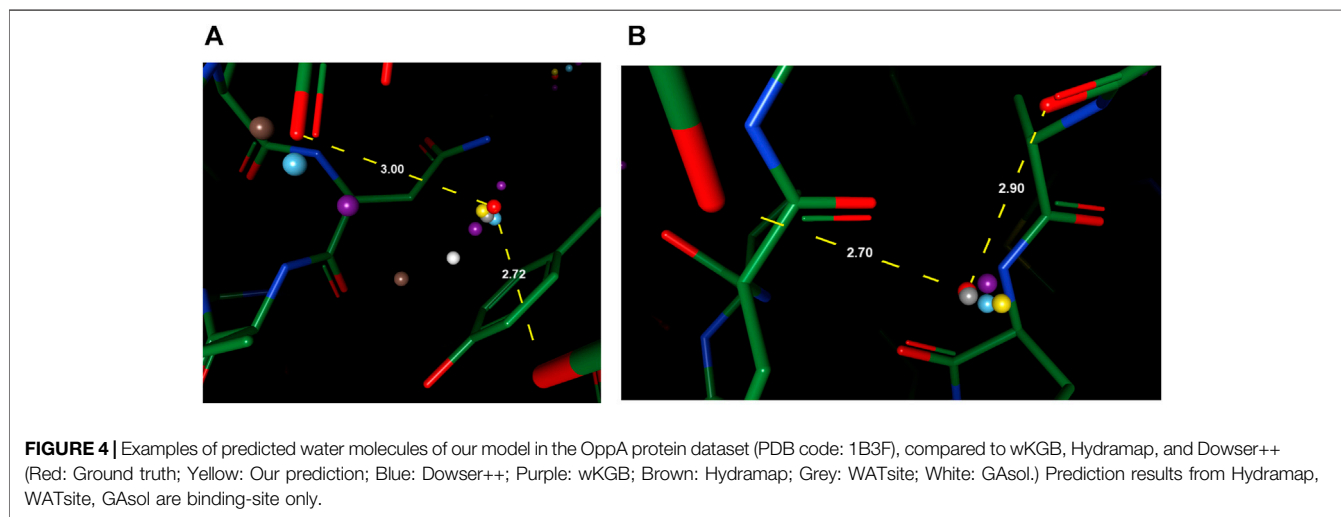 A
B
3.00
2.72
2.90
2.70
FIGURE 4 | Examples of predicted water molecules of our model in the OppA protein dataset (PDB code: 1B3F), compared to wKGB, Hydramap, and Dowser++
(Red: Ground truth; Yellow: Our prediction; Blue: Dowser++; Purple: wKGB; Brown: Hydramap; Grey: WATsite; White: GAsol.) Prediction results from Hydramap,
WATsite, GAsol are binding-site only.